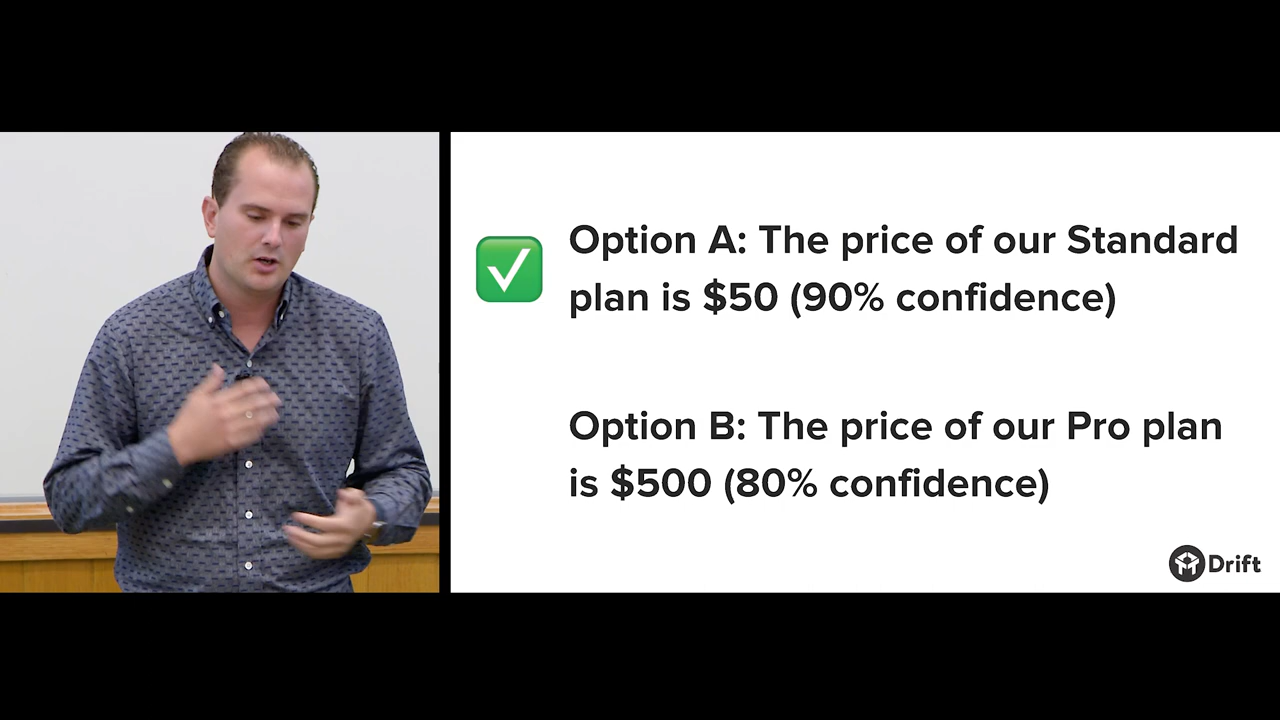 Option A: The price of our Standard
plan is $50 (90% confidence)
Option B: The price of our Pro plan
is $500 (80% confidence)
Drift